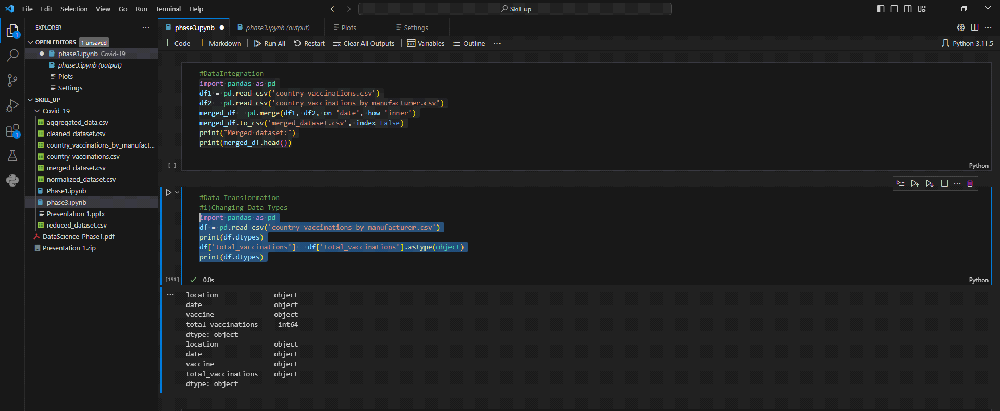 File Edit Selection View Go Run Terminal Help
Skill_up
EXPLORER
OPEN EDITORS 1 unsaved
phase3.ipynb Covid-19
phase3.ipynb (output)
Plots
Settings
SKILL_UP
Covid-19
aggregated_data.csv
cleaned_dataset.csv
country_vaccinations_by_manufact...
country_vaccinations.csv
merged_dataset.csv
normalized_dataset.csv
Phase1.ipynb
phase3.ipynb
Presentation 1.pptx
reduced_dataset.csv
DataScience_Phase1.pdf
Presentation 1.zip
1
1
phase3.ipynb
phase3.ipynb (output)
Plots
Settings
Code Markdown Run All Restart Clear All Outputs Variables Outline ...
Python 3.11.5
#DataIntegration
import pandas as pd
df1 = pd.read_csv('country_vaccinations.csv')
df2 = pd.read_csv('country_vaccinations_by_manufacturer.csv')
merged_df = pd.merge(df1, df2, on='date', how='inner')
merged_df.to_csv('merged_dataset.csv', index=False)
print("Merged dataset:")
print(merged_df.head())
[ ]
Python
#Data Transformation
#1)Changing Data Types
import pandas as pd
df = pd.read_csv('country_vaccinations_by_manufacturer.csv')
print(df.dtypes)
df['total_vaccinations'] = df['total_vaccinations'].astype(object)
print(df.dtypes)
[151] 0.0s
Python
location object
date object
vaccine object
total_vaccinations int64
dtype: object
location object
date object
vaccine object
total_vaccinations object
dtype: object